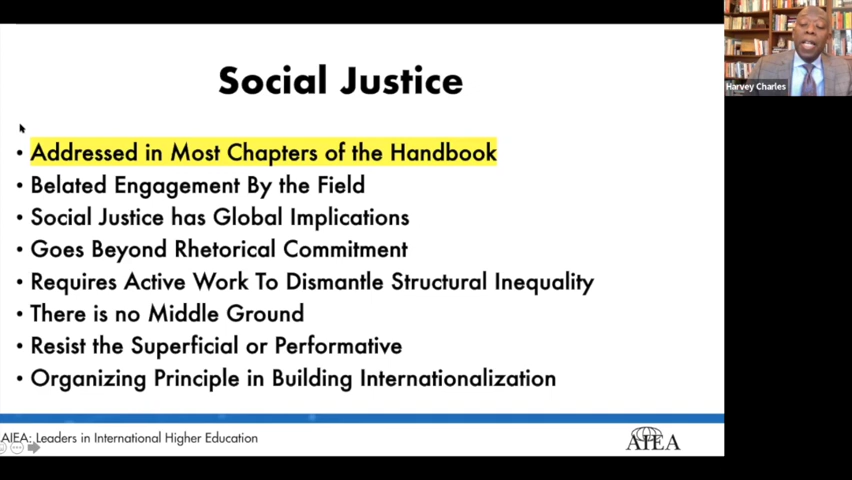 Social Justice
• Addressed in Most Chapters of the Handbook
• Belated Engagement By the Field
• Social Justice has Global Implications
• Goes Beyond Rhetorical Commitment
• Requires Active Work To Dismantle Structural Inequality
• There is no Middle Ground
• Resist the Superficial or Performative
• Organizing Principle in Building Internationalization
AIEA: Leaders in International Higher Education
AIEA
Harvey Charles